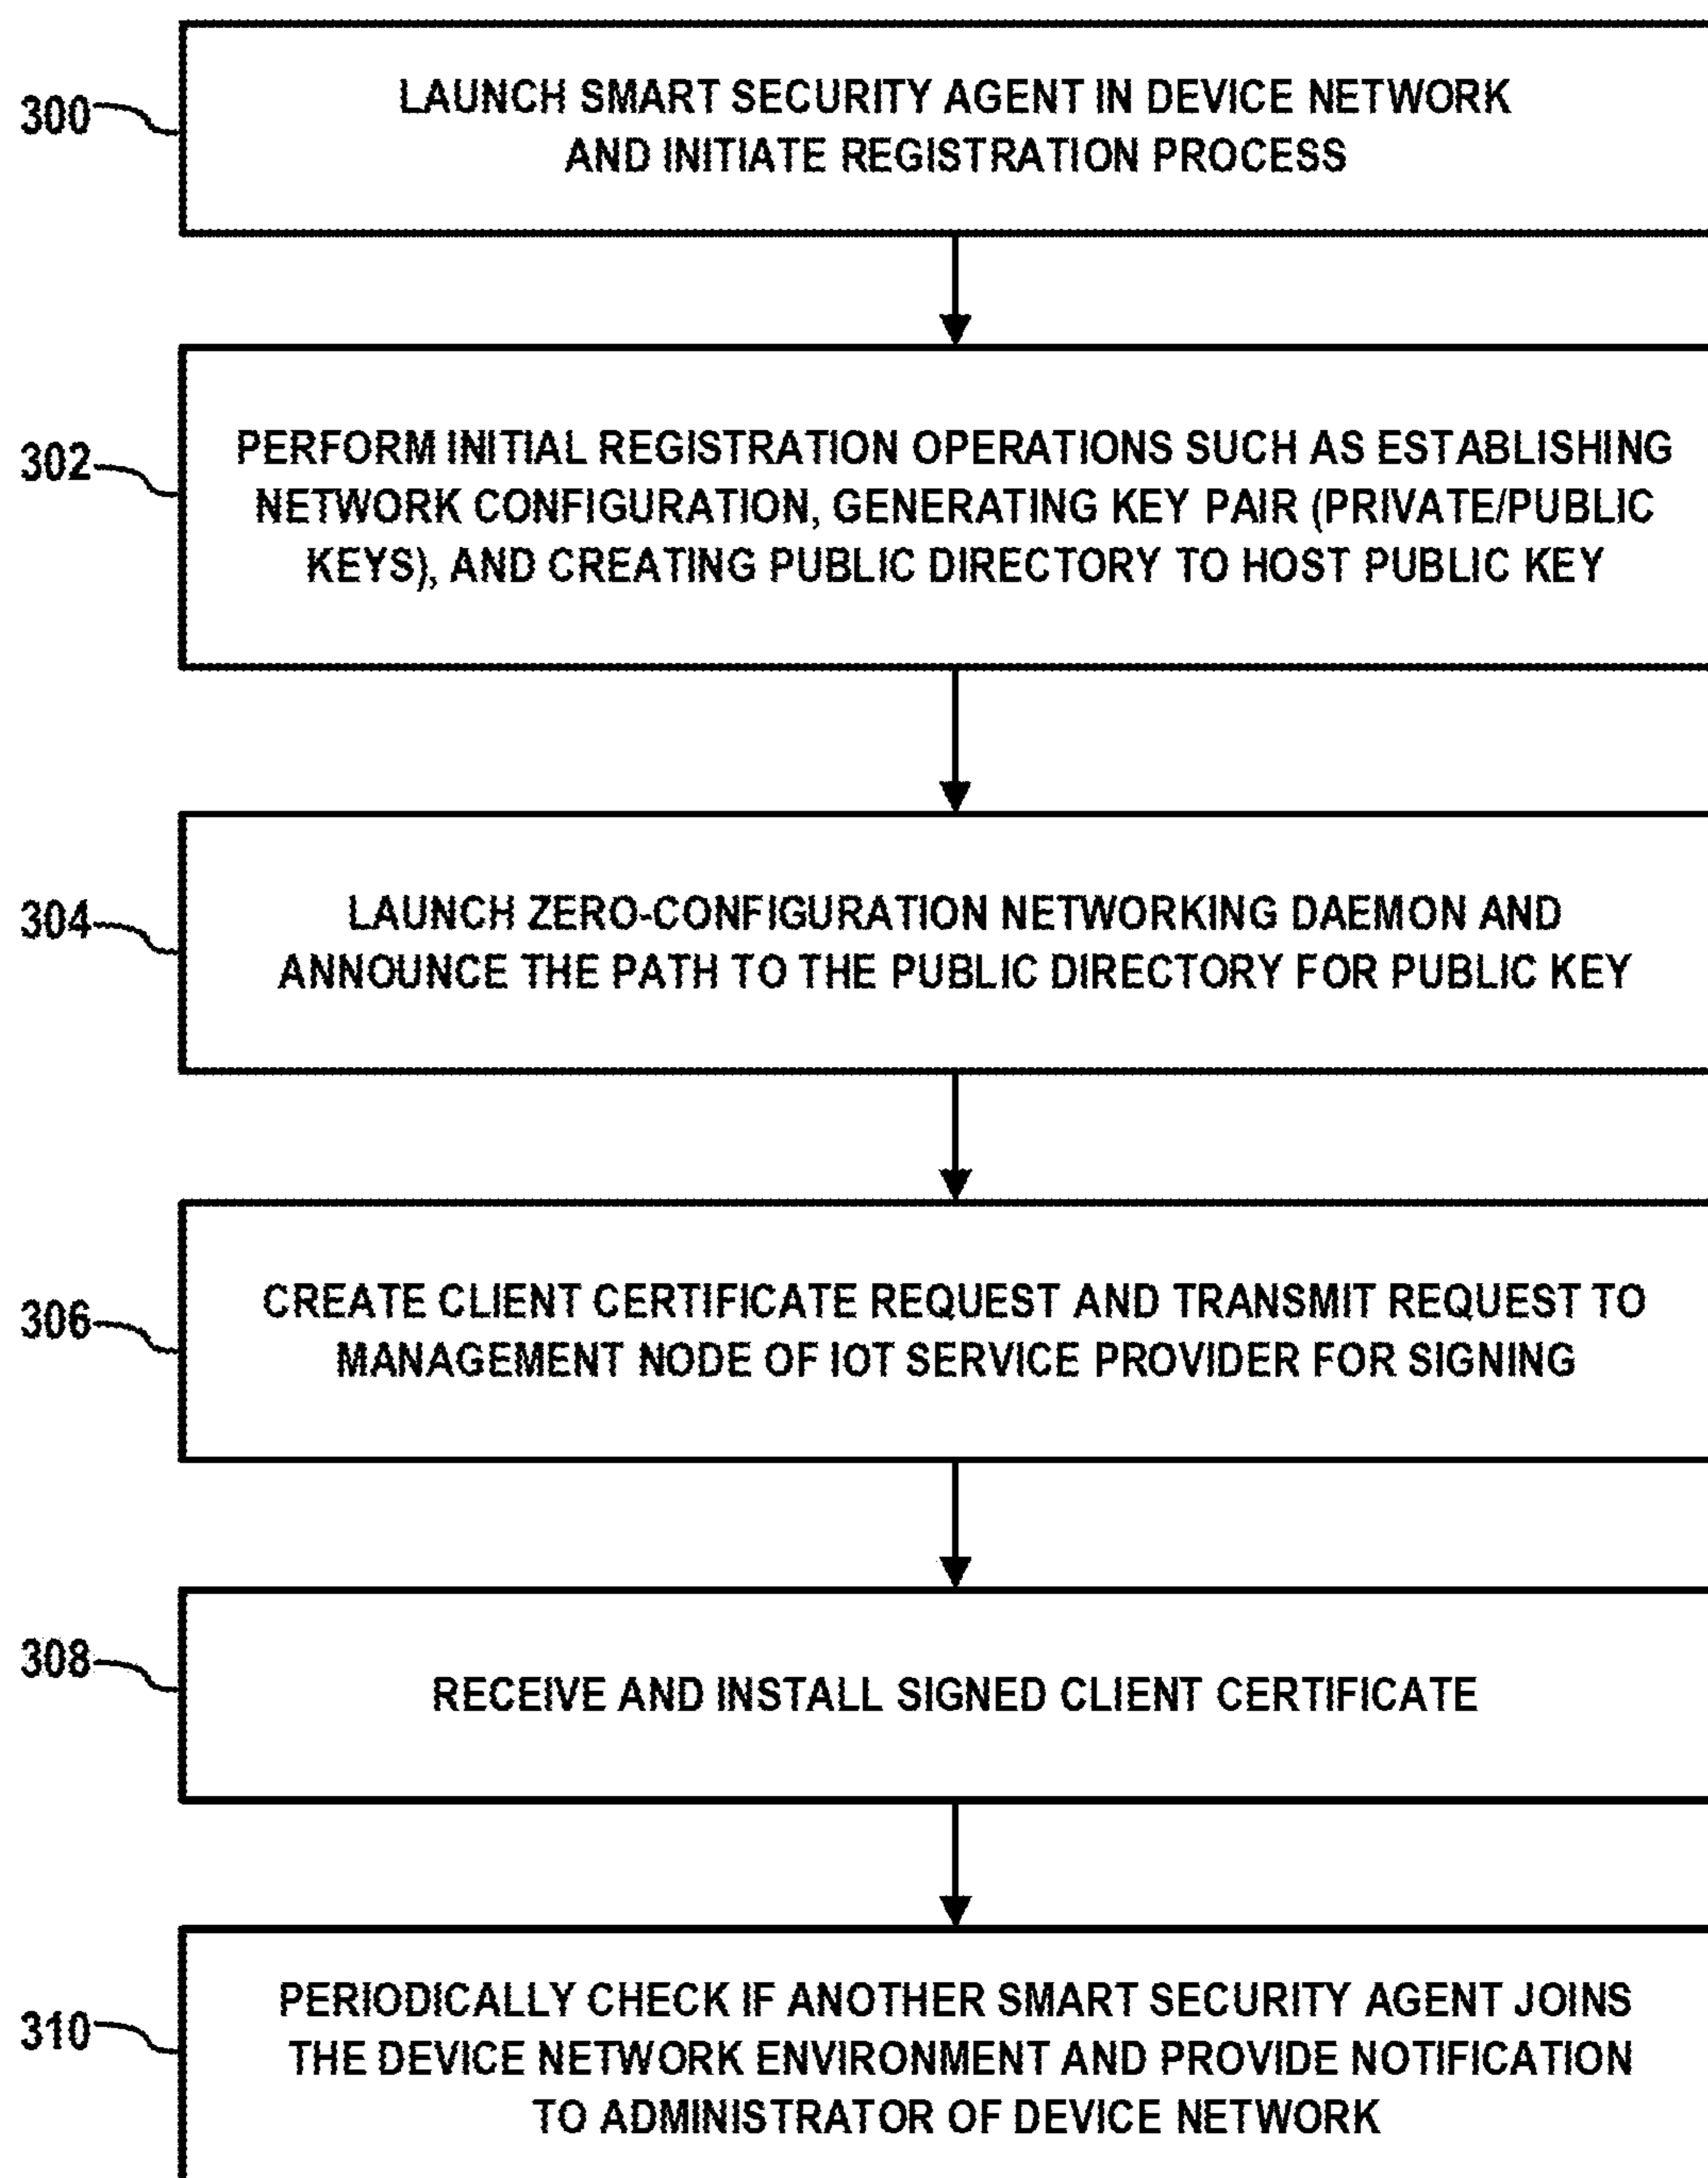 300
LAUNCH SMART SECURITY AGENT IN DEVICE NETWORK
AND INITIATE REGISTRATION PROCESS
302
PERFORM INITIAL REGISTRATION OPERATIONS SUCH AS ESTABLISHING
NETWORK CONFIGURATION, GENERATING KEY PAIR (PRIVATE/PUBLIC
KEYS), AND CREATING PUBLIC DIRECTORY TO HOST PUBLIC KEY
304
LAUNCH ZERO-CONFIGURATION NETWORKING DAEMON AND
ANNOUNCE THE PATH TO THE PUBLIC DIRECTORY FOR PUBLIC KEY
306
CREATE CLIENT CERTIFICATE REQUEST AND TRANSMIT REQUEST TO
MANAGEMENT NODE OF IOT SERVICE PROVIDER FOR SIGNING
308
RECEIVE AND INSTALL SIGNED CLIENT CERTIFICATE
310
PERIODICALLY CHECK IF ANOTHER SMART SECURITY AGENT JOINS
THE DEVICE NETWORK ENVIRONMENT AND PROVIDE NOTIFICATION
TO ADMINISTRATOR OF DEVICE NETWORK